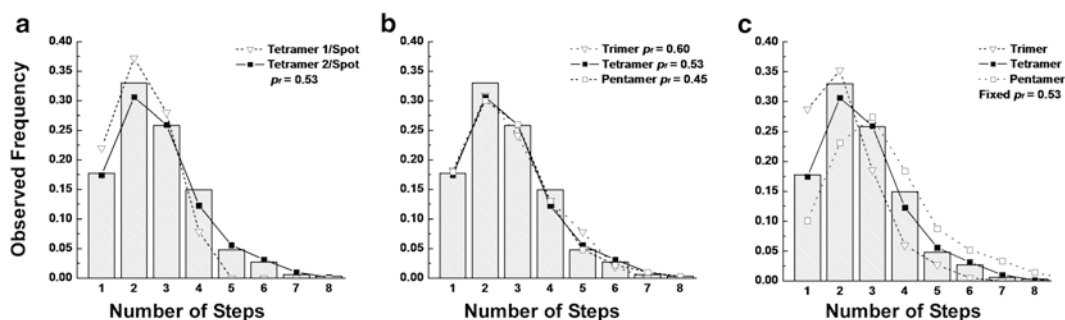 a
b
c
Observed Frequency
0.40
0.35
0.30
0.25
0.20
0.15
0.10
0.05
0.00
Tetramer 1/Spot
Tetramer 2/Spot
pf = 0.53
1 2 3 4 5 6 7 8
Number of Steps
0.40
0.35
0.30
0.25
0.20
0.15
0.10
0.05
0.00
Trimer pf = 0.60
Tetramer pf = 0.53
Pentamer pf = 0.45
1 2 3 4 5 6 7 8
Number of Steps
0.40
0.35
0.30
0.25
0.20
0.15
0.10
0.05
0.00
Trimer
Tetramer
Pentamer
Fixed pf = 0.53
1 2 3 4 5 6 7 8
Number of Steps